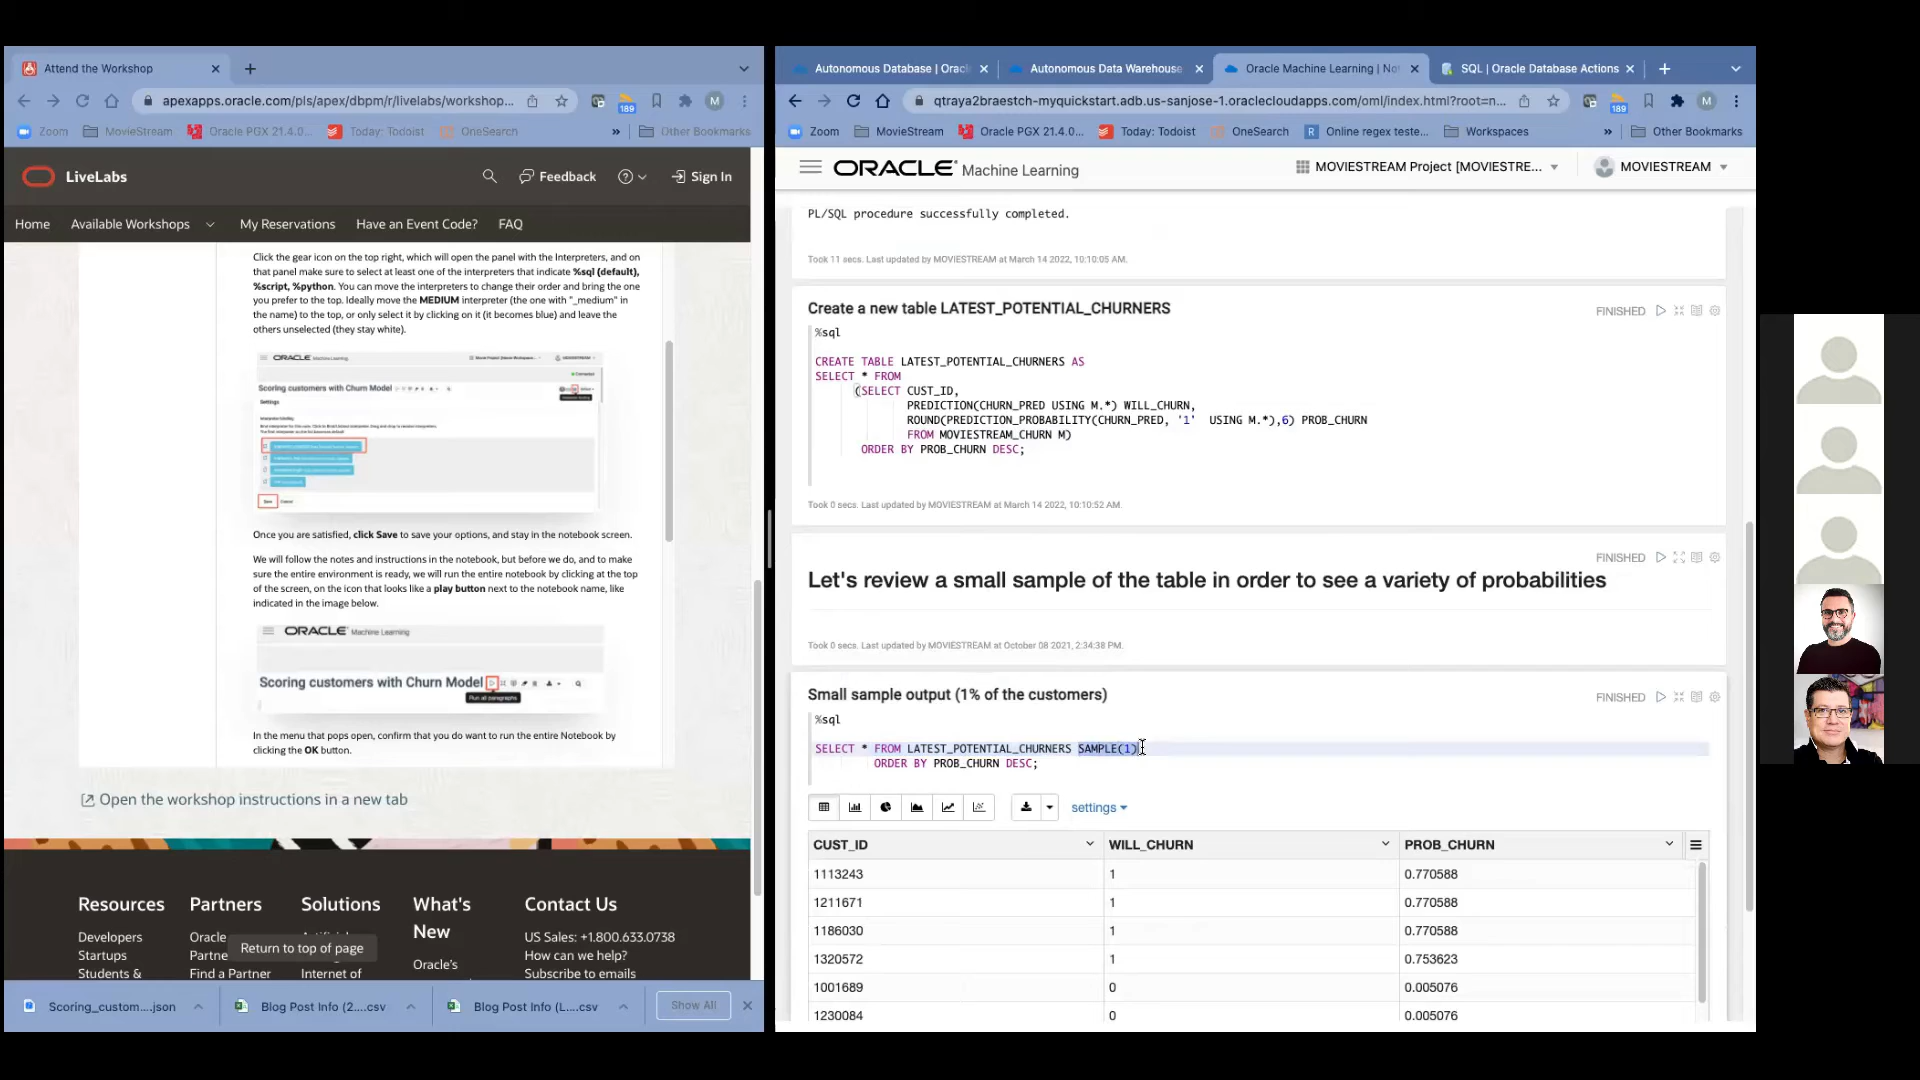 Attend the Workshop
apexapps.oracle.com/pls/apex/dbpm/r/livelabs/workshop...
189
M
Zoom
MovieStream
Oracle PGX 21.4.0...
Today: Todoist
OneSearch
»
Other Bookmarks
LiveLabs
Feedback
Sign In
Home
Available Workshops
My Reservations
Have an Event Code?
FAQ
Click the gear icon on the top right, which will open the panel with the Interpreters, and on
that panel make sure to select at least one of the interpreters that indicate %sql (default),
%script, %python. You can move the interpreters to change their order and bring the one
you prefer to the top. Ideally move the MEDIUM interpreter (the one with "_medium" in
the name) to the top, or only select it by clicking on it (it becomes blue) and leave the
others unselected (they stay white).
ORACLE Machine Learning
Scoring customers with Churn Model
Settings
Once you are satisfied, click Save to save your options, and stay in the notebook screen.
We will follow the notes and instructions in the notebook, but before we do, and to make
sure the entire environment is ready, we will run the entire notebook by clicking at the top
of the screen, on the icon that looks like a play button next to the notebook name, like
indicated in the image below.
ORACLE Machine Learning
Scoring customers with Churn Model
Run all paragraphs
In the menu that pops open, confirm that you do want to run the entire Notebook by
clicking the OK button.
Open the workshop instructions in a new tab
Resources
Developers
Startups
Students &
Partners
Oracle
Partne
Find a Partner
Solutions
Internet of
What's
New
Oracle's
Contact Us
US Sales: +1.800.633.0738
How can we help?
Subscribe to emails
Return to top of page
Scoring_custom....json
Blog Post Info (2....csv
Blog Post Info (L....csv
Show All
Autonomous Database | Orac
Autonomous Data Warehouse
Oracle Machine Learning | No
SQL | Oracle Database Actions
qtraya2braestch-myquickstart.adb.us-sanjose-1.oraclecloudapps.com/oml/index.html?root=n...
189
M
Zoom
MovieStream
Oracle PGX 21.4.0...
Today: Todoist
OneSearch
R
Online regex teste...
Workspaces
»
Other Bookmarks
ORACLE Machine Learning
MOVIESTREAM Project [MOVIESTRE...
MOVIESTREAM
PL/SQL procedure successfully completed.
Took 11 secs. Last updated by MOVIESTREAM at March 14 2022, 10:10:05 AM.
Create a new table LATEST_POTENTIAL_CHURNERS
FINISHED
%sql
CREATE TABLE LATEST_POTENTIAL_CHURNERS AS
SELECT * FROM
(SELECT CUST_ID,
PREDICTION(CHURN_PRED USING M.*) WILL_CHURN,
ROUND(PREDICTION_PROBABILITY(CHURN_PRED, '1' USING M.*),6) PROB_CHURN
FROM MOVIESTREAM_CHURN M)
ORDER BY PROB_CHURN DESC;
Took 0 secs. Last updated by MOVIESTREAM at March 14 2022, 10:10:52 AM.
FINISHED
Let's review a small sample of the table in order to see a variety of probabilities
Took 0 secs. Last updated by MOVIESTREAM at October 08 2021, 2:34:38 PM.
Small sample output (1% of the customers)
FINISHED
%sql
SELECT * FROM LATEST_POTENTIAL_CHURNERS SAMPLE(1)
ORDER BY PROB_CHURN DESC;
settings
CUST_ID WILL_CHURN PROB_CHURN
1113243 1 0.770588
1211671 1 0.770588
1186030 1 0.770588
1320572 1 0.753623
1001689 0 0.005076
1230084 0 0.005076